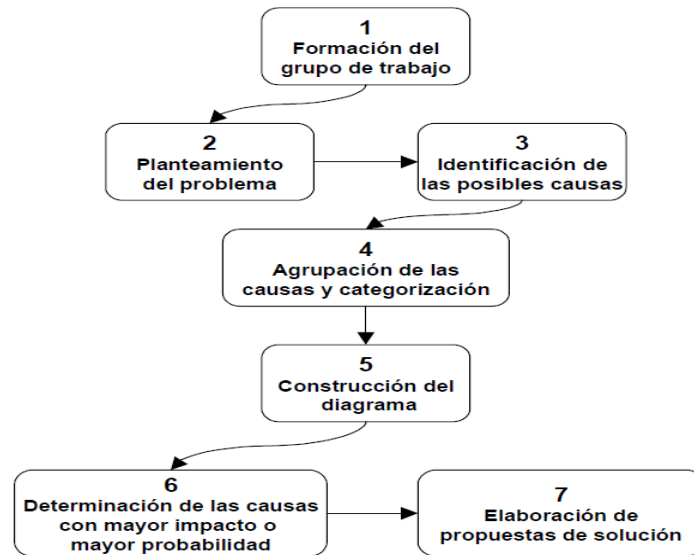 1
Formación del
grupo de trabajo
2
Planteamiento
del problema
3
Identificación de
las posibles causas
4
Agrupación de las
causas y categorización
5
Construcción del
diagrama
6
Determinación de las causas
con mayor impacto o
mayor probabilidad
7
Elaboración de
propuestas de solución